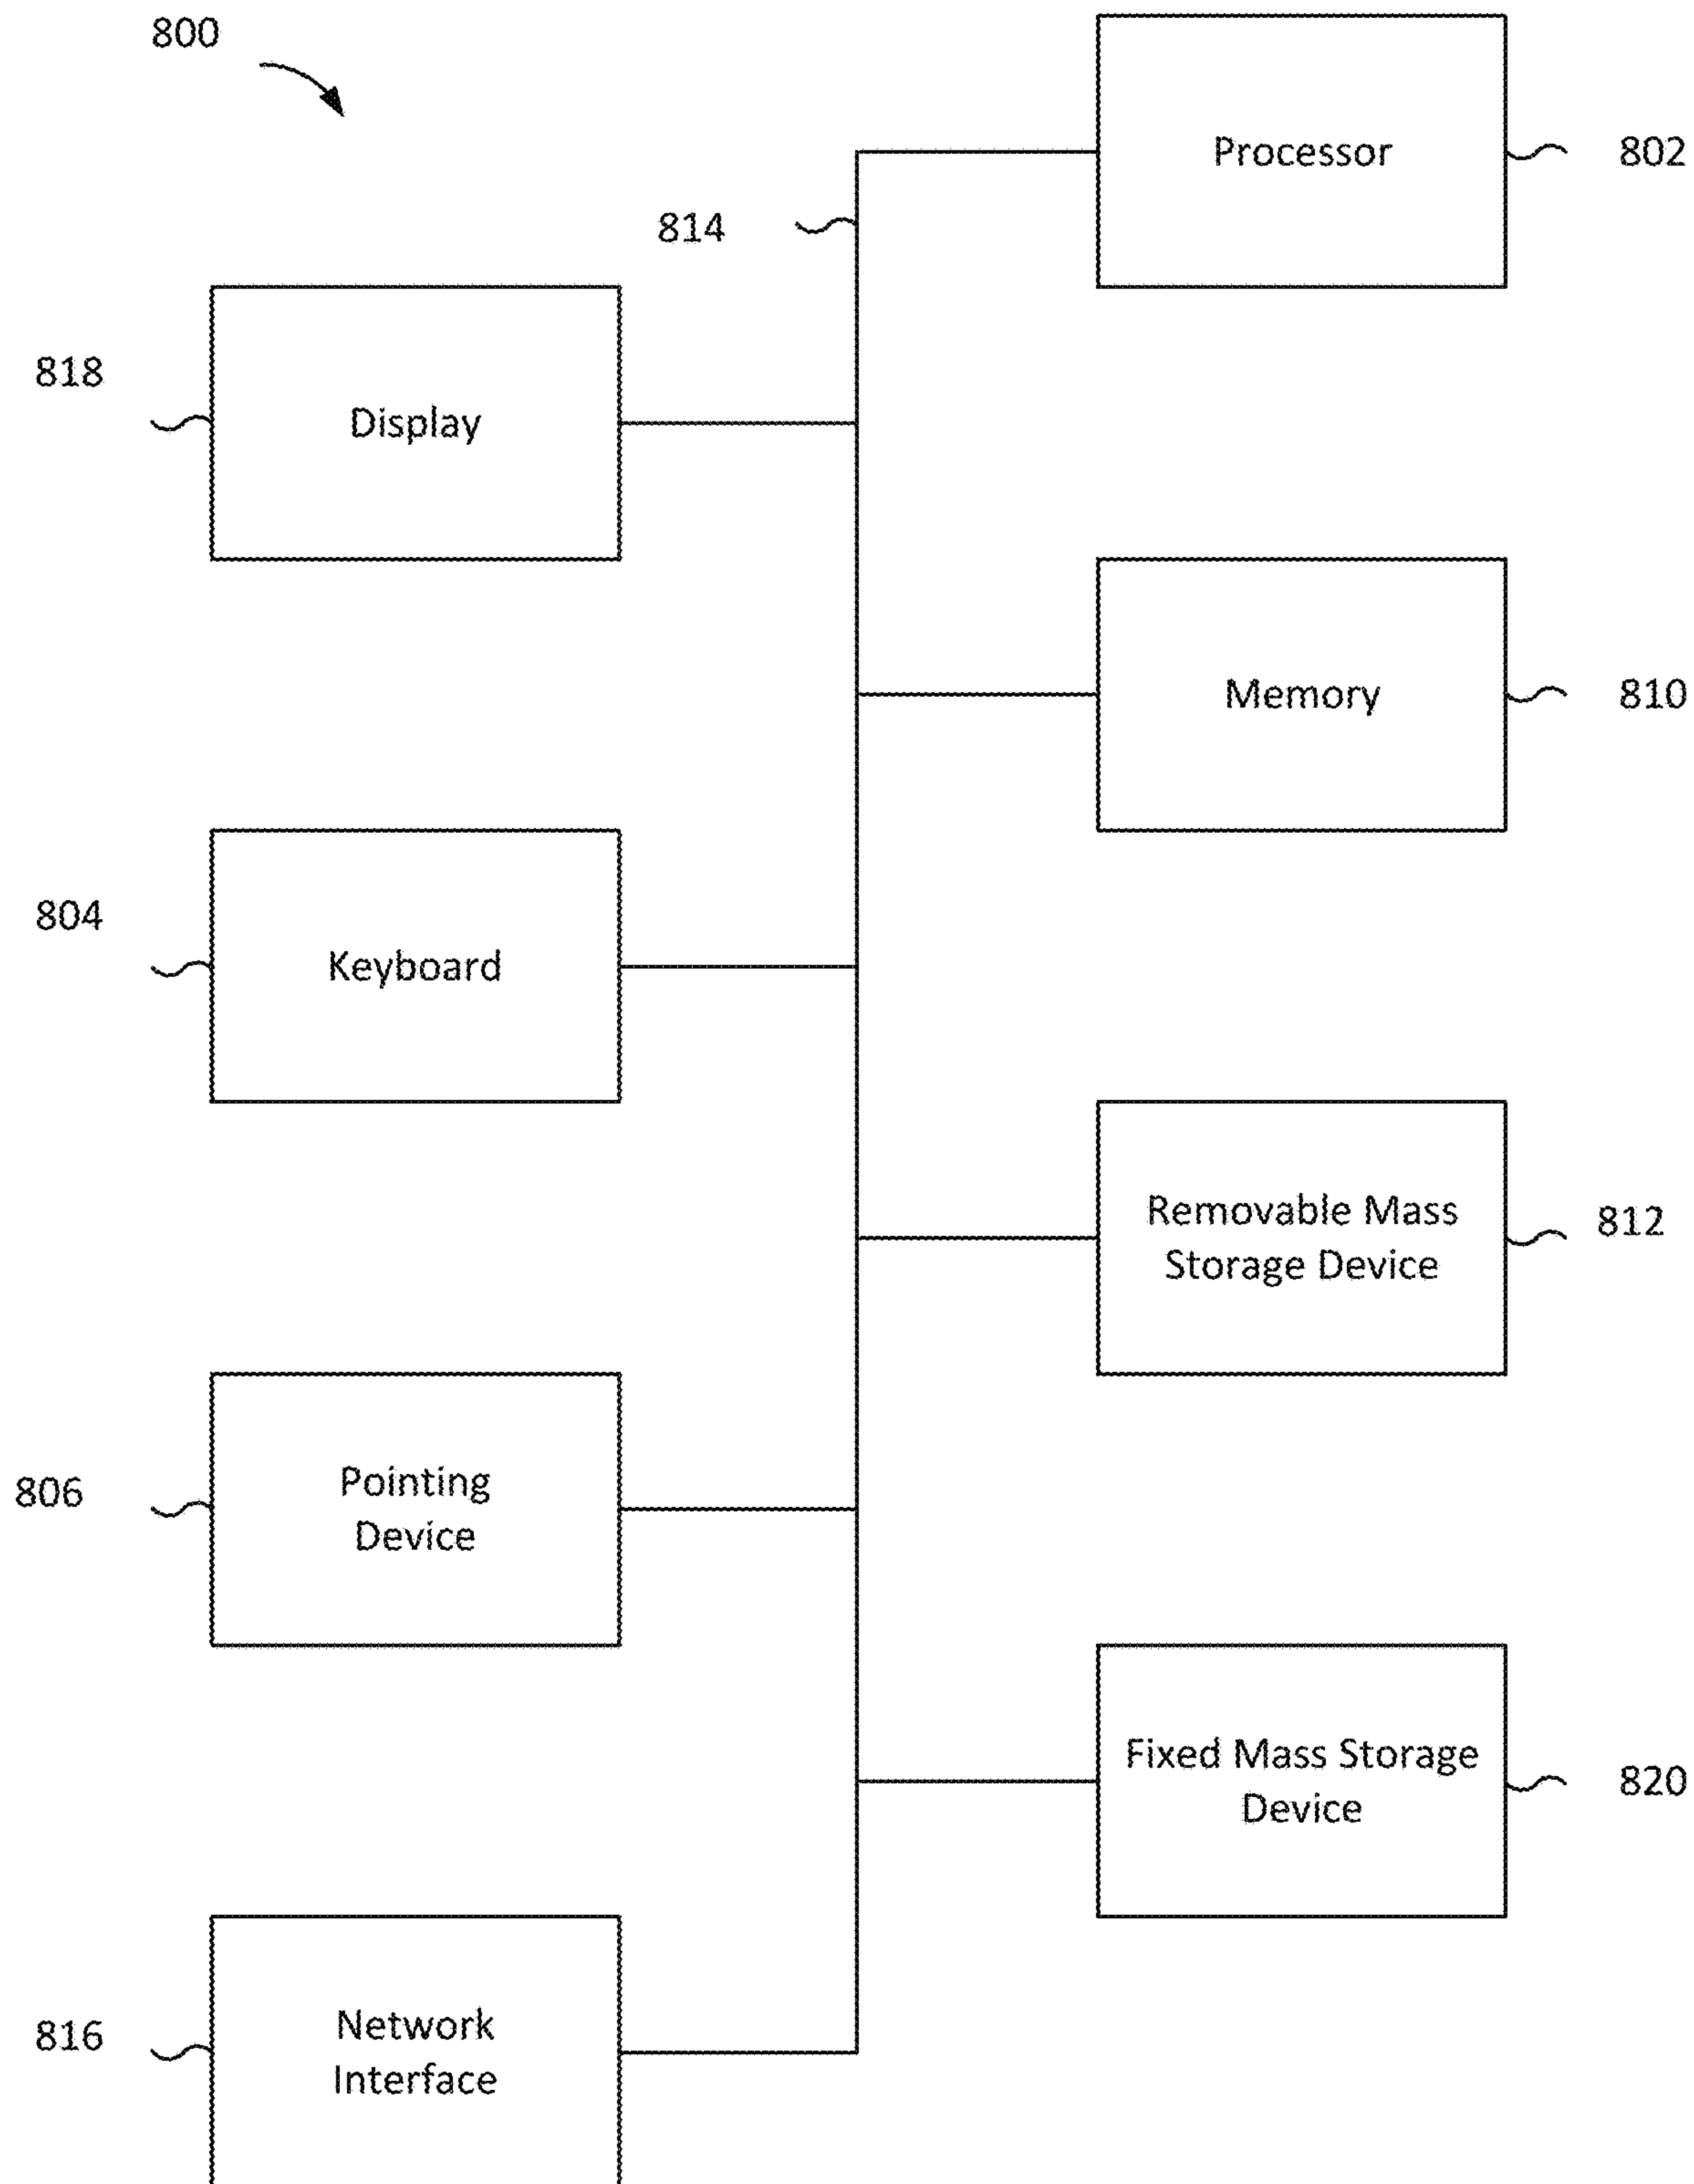 800
Processor
802
814
818
Display
Memory
810
804
Keyboard
Removable Mass
Storage Device
812
806
Pointing
Device
Fixed Mass Storage
Device
820
816
Network
Interface